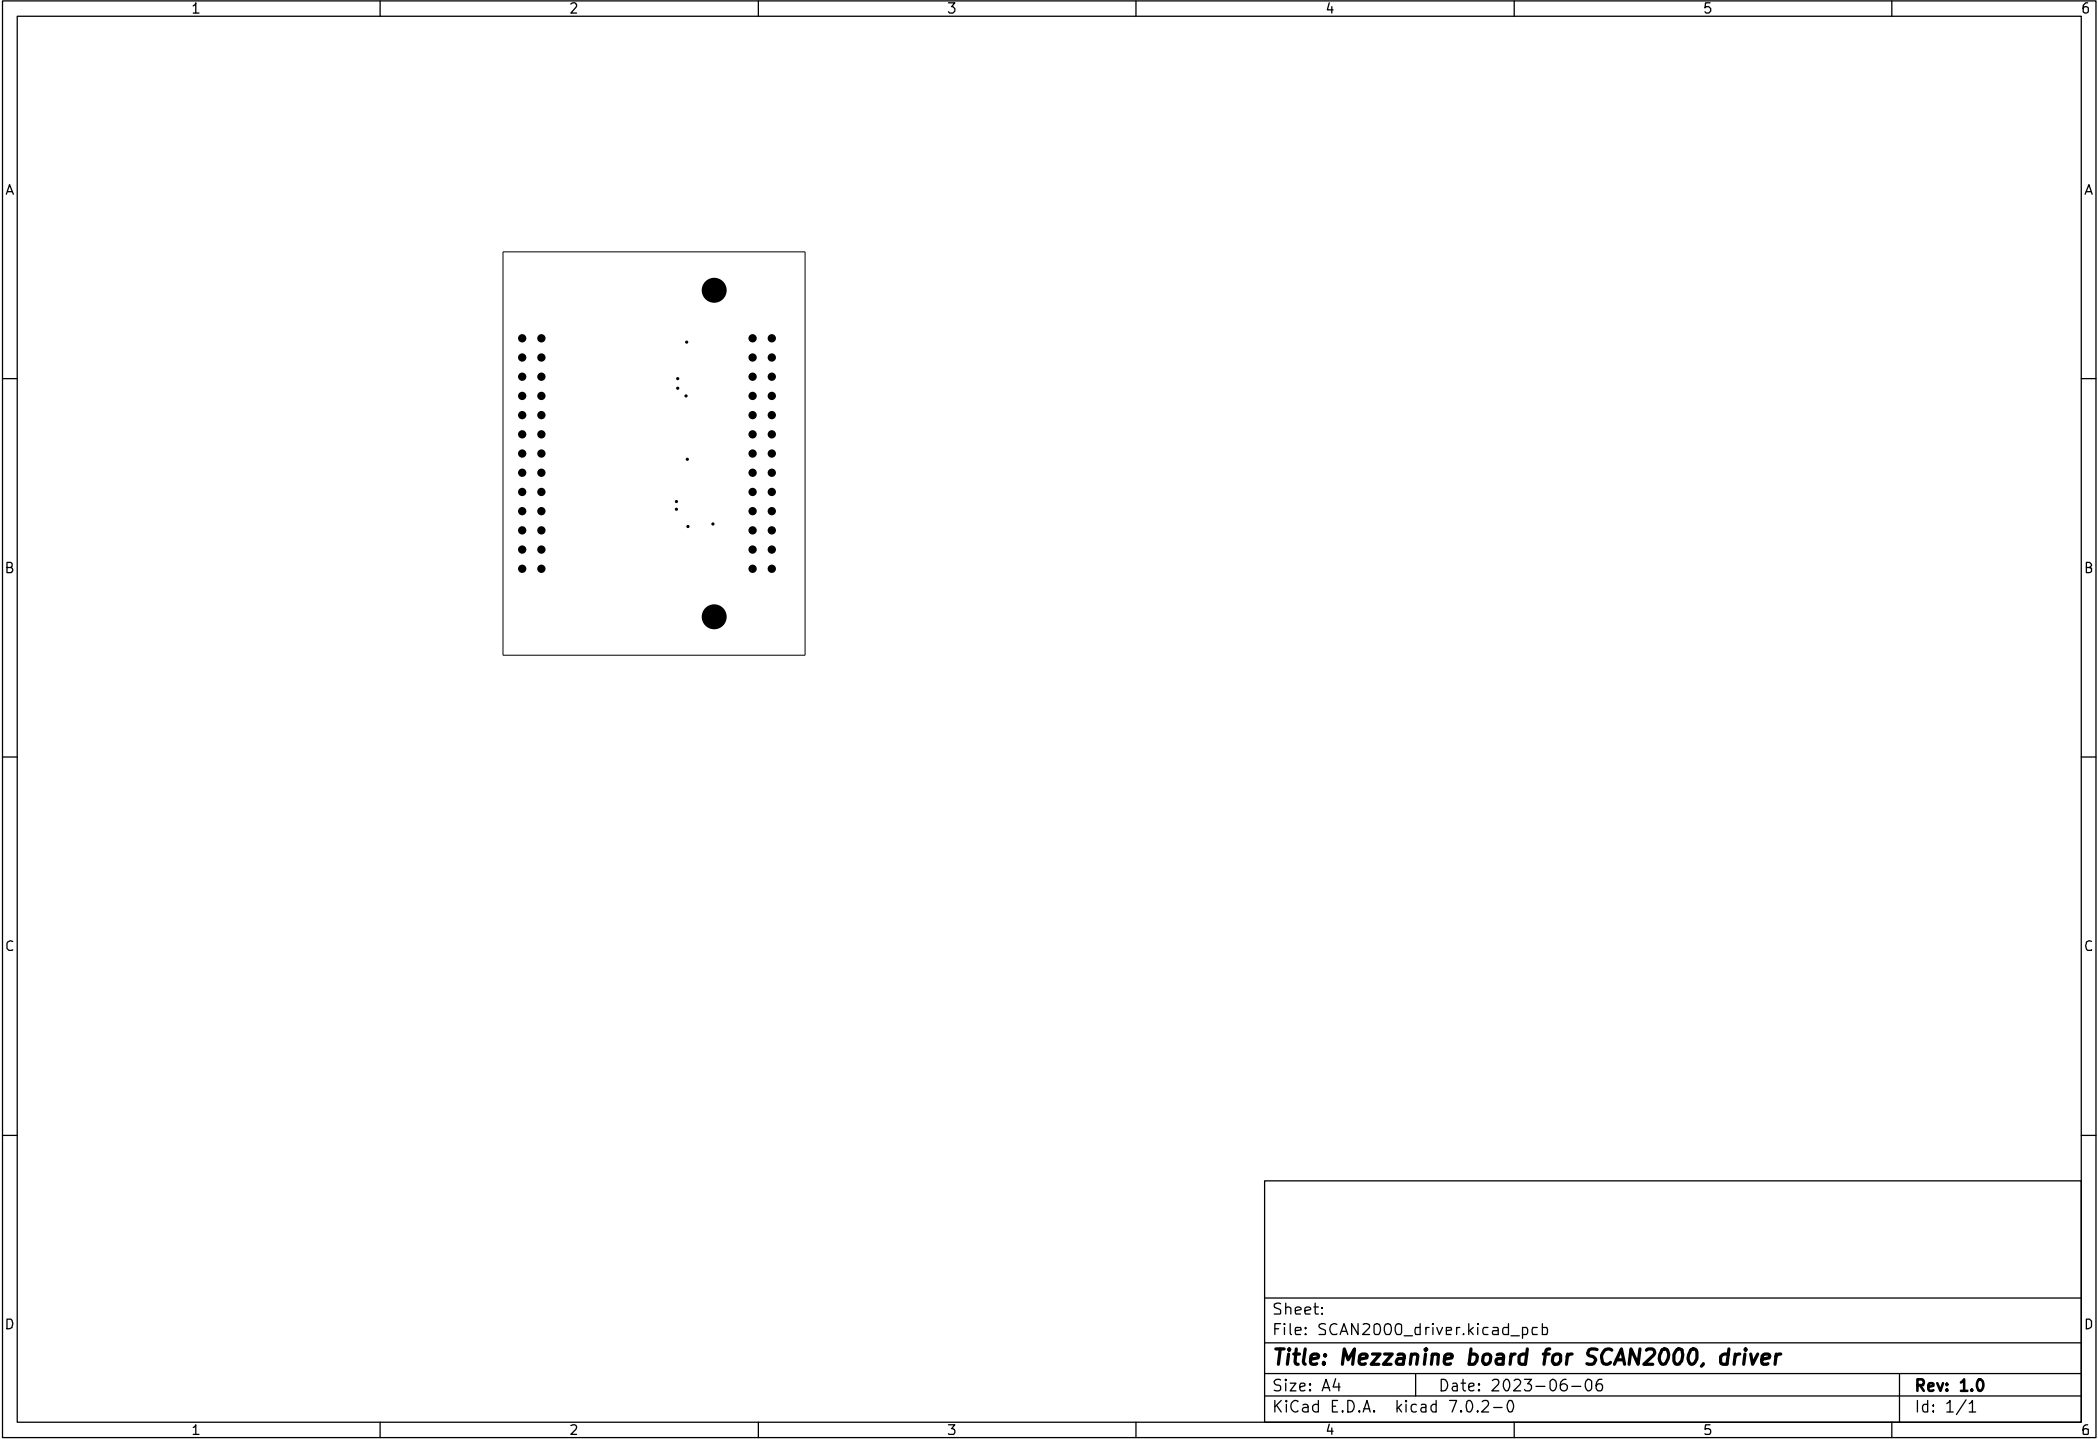 1 2 3 4 5 6
A A
B B
C C
D D
Sheet:
File: SCAN2000_driver.kicad_pcb
Title: Mezzanine board for SCAN2000, driver
Size: A4 Date: 2023-06-06 Rev: 1.0
KiCad E.D.A. kicad 7.0.2-0 Id: 1/1
1 2 3 4 5 6